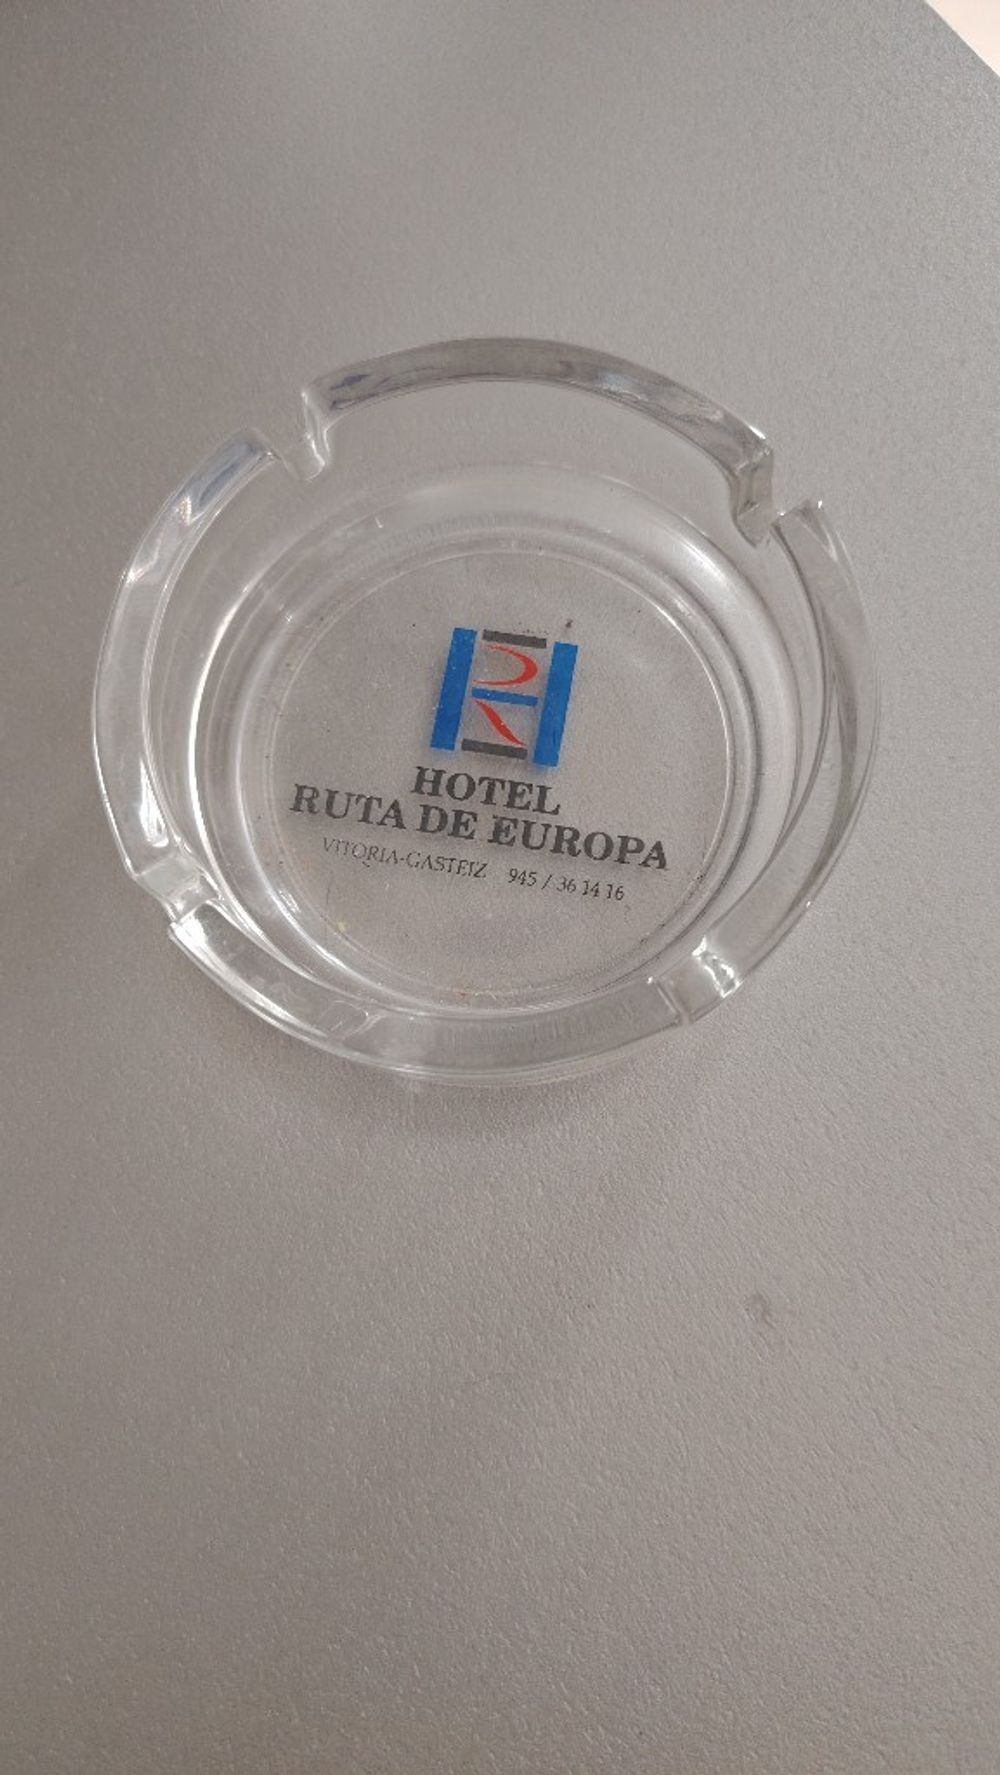 HOTEL
RUTA DE EUROPA
VITORIA-GASTEIZ 945 / 36 14 16